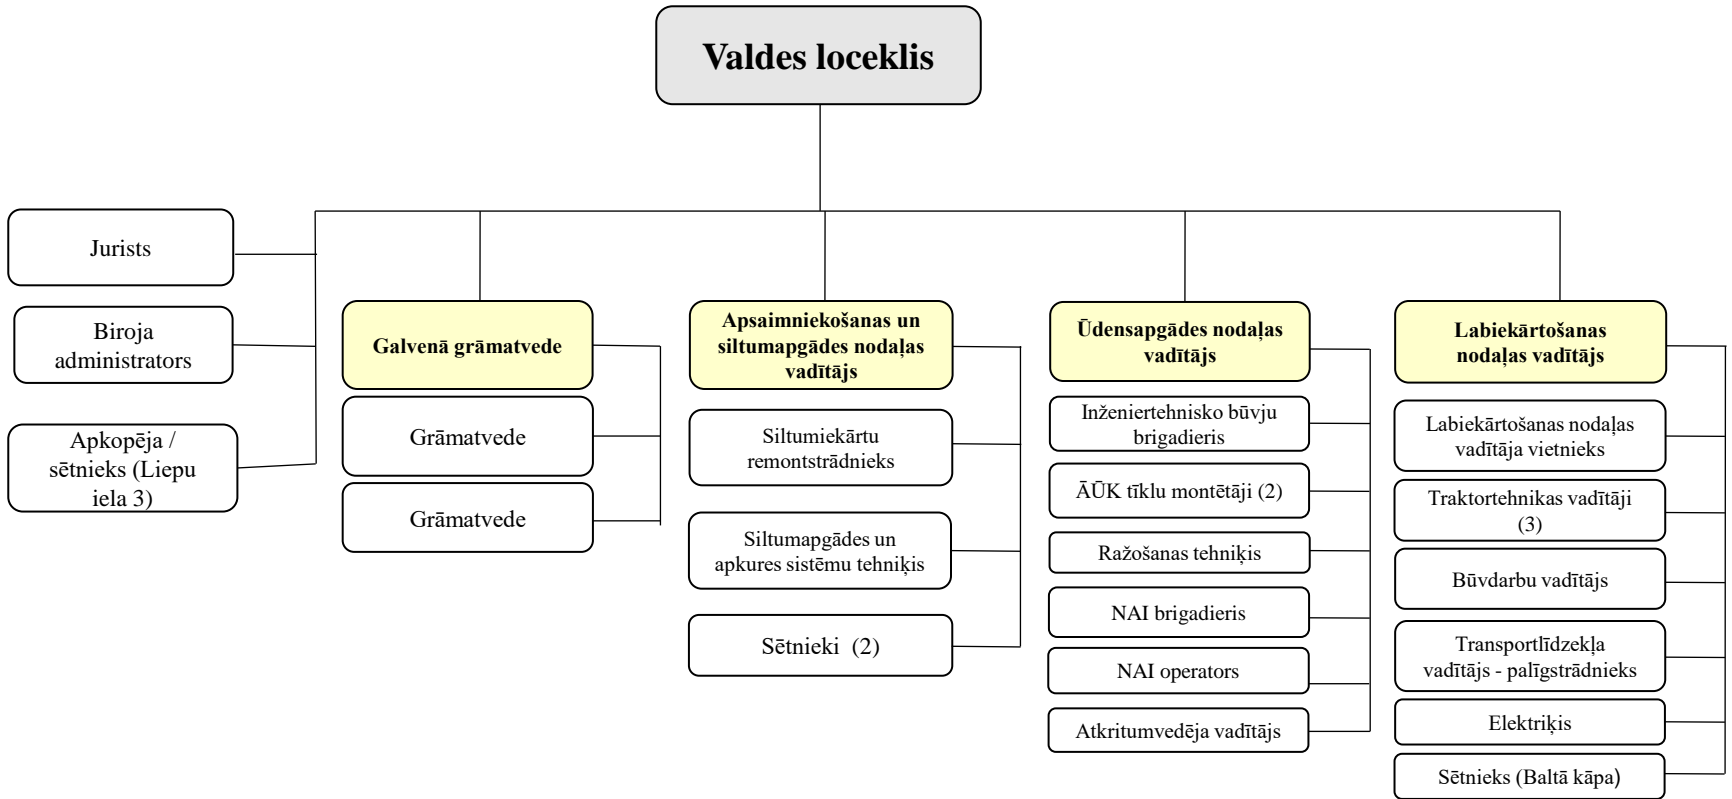 Valdes loceklis
Jurists
Biroja
administrators
Apkopēja /
sētnieks (Liepu
iela 3)
Galvenā grāmatvede
Grāmatvede
Grāmatvede
Apsaimniekošanas un
siltumapgādes nodaļas
vadītājs
Siltumiekārtu
remontstrādnieks
Siltumapgādes un
apkures sistēmu tehniķis
Sētnieki (2)
Ūdensapgādes nodaļas
vadītājs
Inženiertehnisko būvju
brigadieris
ĀŪK tīklu montētāji (2)
Ražošanas tehniķis
NAI brigadieris
NAI operators
Atkritumvedēja vadītājs
Labiekārtošanas
nodaļas vadītājs
Labiekārtošanas nodaļas
vadītāja vietnieks
Traktortehnikas vadītāji
(3)
Būvdarbu vadītājs
Transportlīdzekļa
vadītājs - palīgstrādnieks
Elektriķis
Sētnieks (Baltā kāpa)